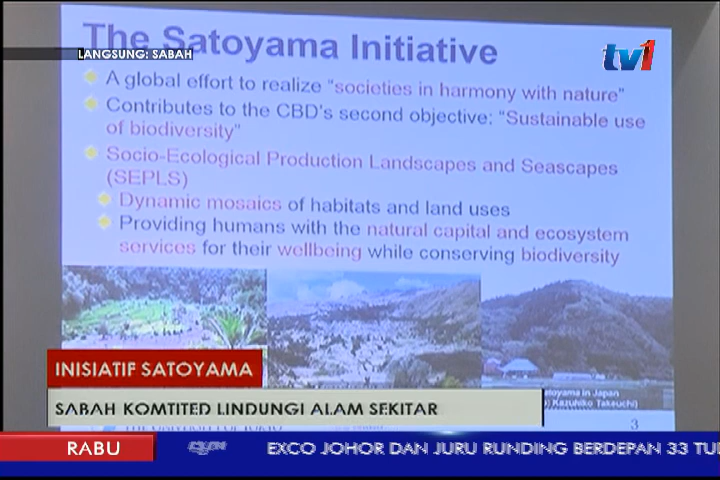 The Satoyama Initiative
LANGSUNG: SABAH
tv1
A global effort to realize "societies in harmony with nature"
Contributes to the CBD's second objective: "Sustainable use
of biodiversity"
Socio-Ecological Production Landscapes and Seascapes
(SEPLS)
Dynamic mosaics of habitats and land uses
Providing humans with the natural capital and ecosystem
services for their wellbeing while conserving biodiversity
INISIATIF SATOYAMA
atoyama in Japan
Kazuhiko Takeuchi)
SABAH KOMTITED LINDUNGI ALAM SEKITAR
3
RABU
EXCO JOHOR DAN JURU RUNDING BERDEPAN 33 TUD